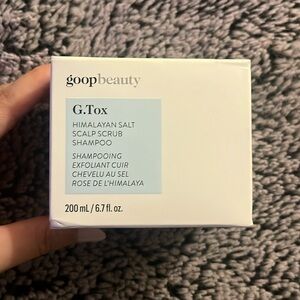 goopbeauty
G.Tox
HIMALAYAN SALT
SCALP SCRUB
SHAMPOO
SHAMPOOING
EXFOLIANT CUIR
CHEVELU AU SEL
ROSE DE L'HIMALAYA
200 mL / 6.7 fl. oz.